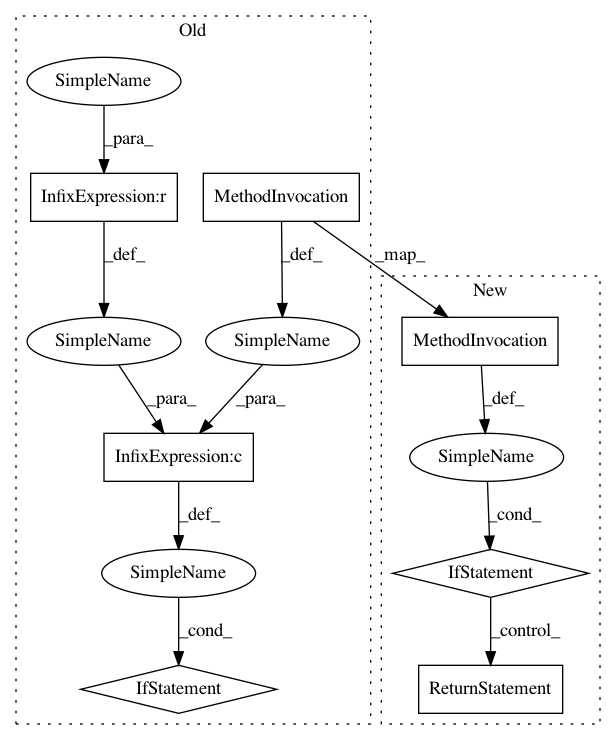 Old
SimpleName
_para_
InfixExpression:r
MethodInvocation
_def_
_def_
_map_
New
SimpleName
SimpleName
MethodInvocation
_para_
_para_
_def_
InfixExpression:c
SimpleName
_def_
_cond_
SimpleName
IfStatement
_cond_
_control_
IfStatement
ReturnStatement